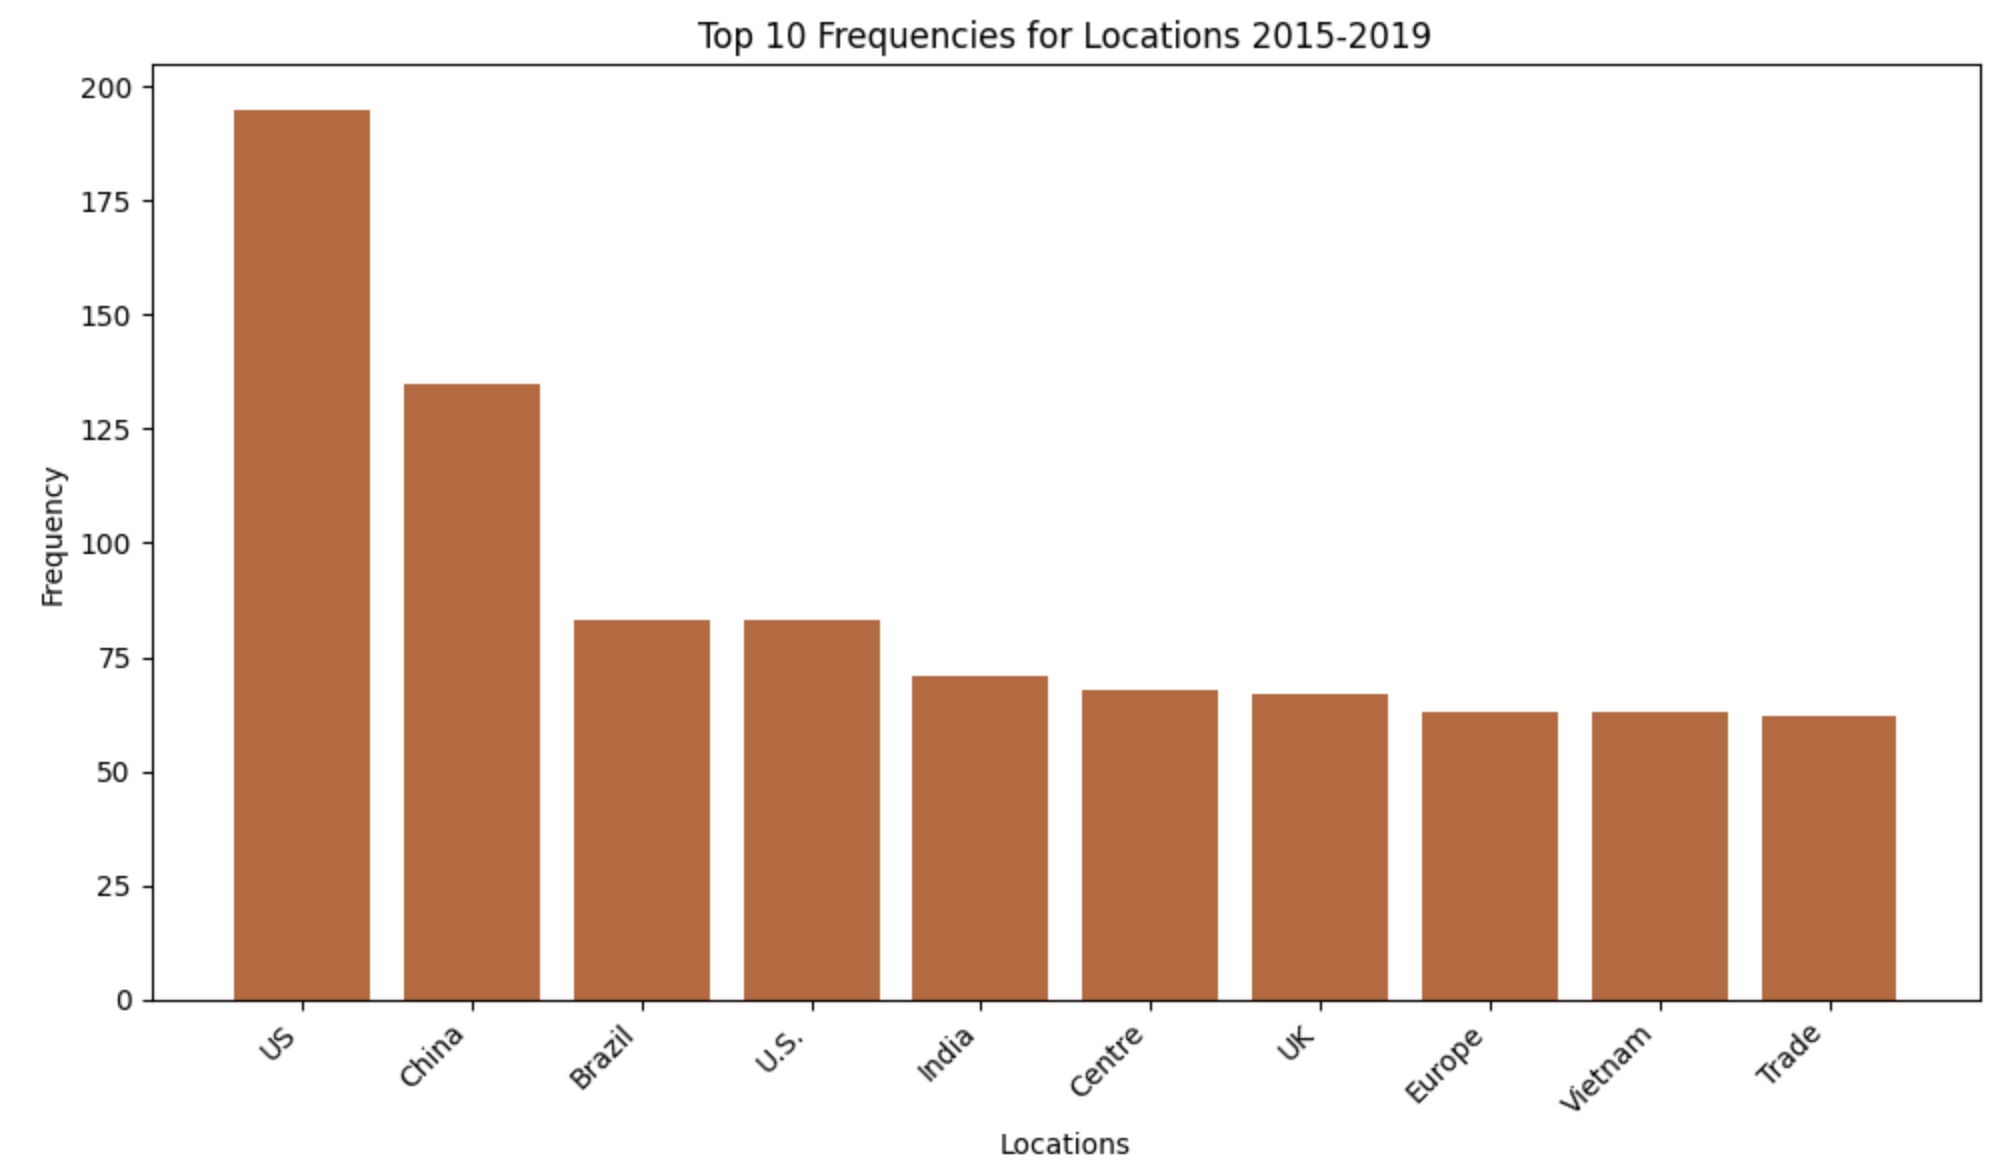 Top 10 Frequencies for Locations 2015-2019
200
175
150
125
100
75
50
25
0
Frequency
US
China
Brazil
U.S.
India
Centre
UK
Europe
Vietnam
Trade
Locations